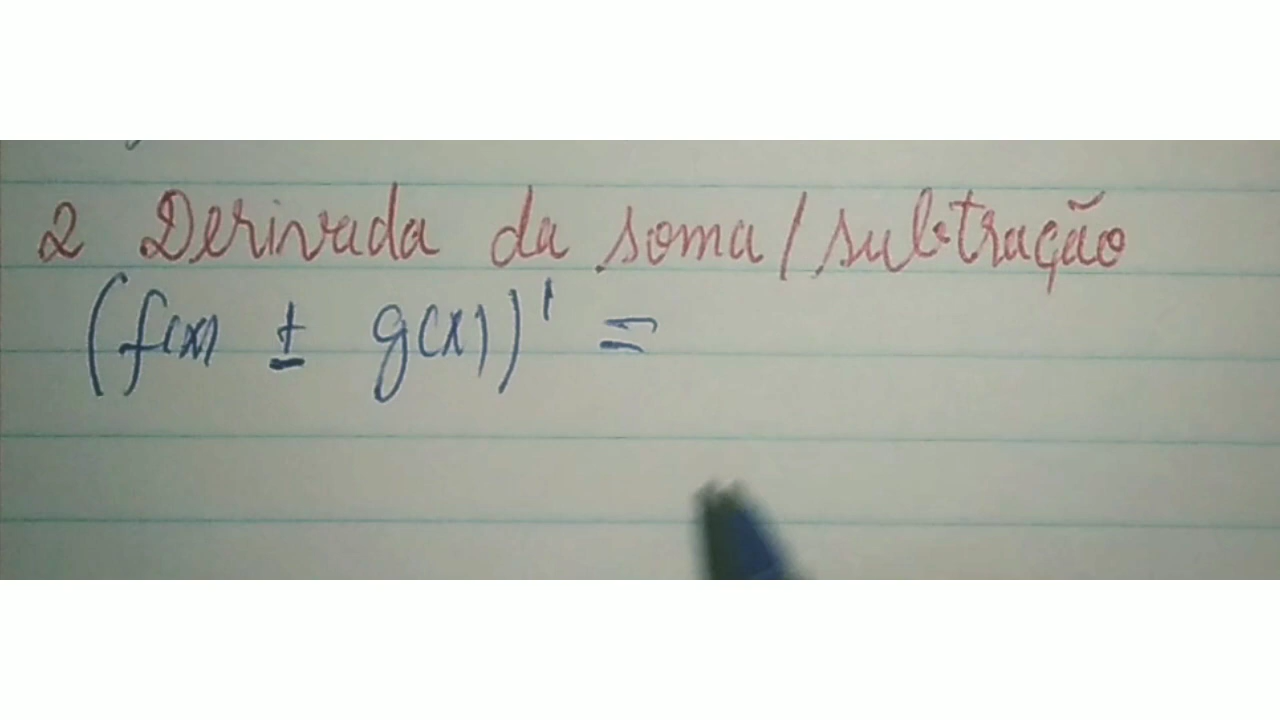 2 Derivada da soma/subtração
(f(x) ± g(x))' =